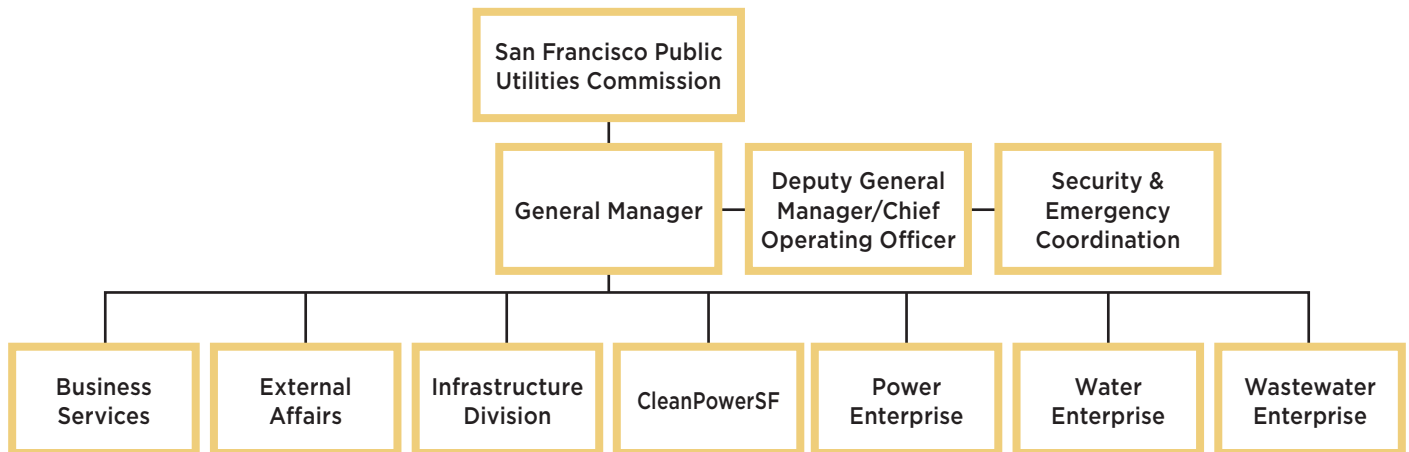 San Francisco Public
Utilities Commission
General Manager
Deputy General
Manager/Chief
Operating Officer
Security &
Emergency
Coordination
Business
Services
External
Affairs
Infrastructure
Division
CleanPowerSF
Power
Enterprise
Water
Enterprise
Wastewater
Enterprise